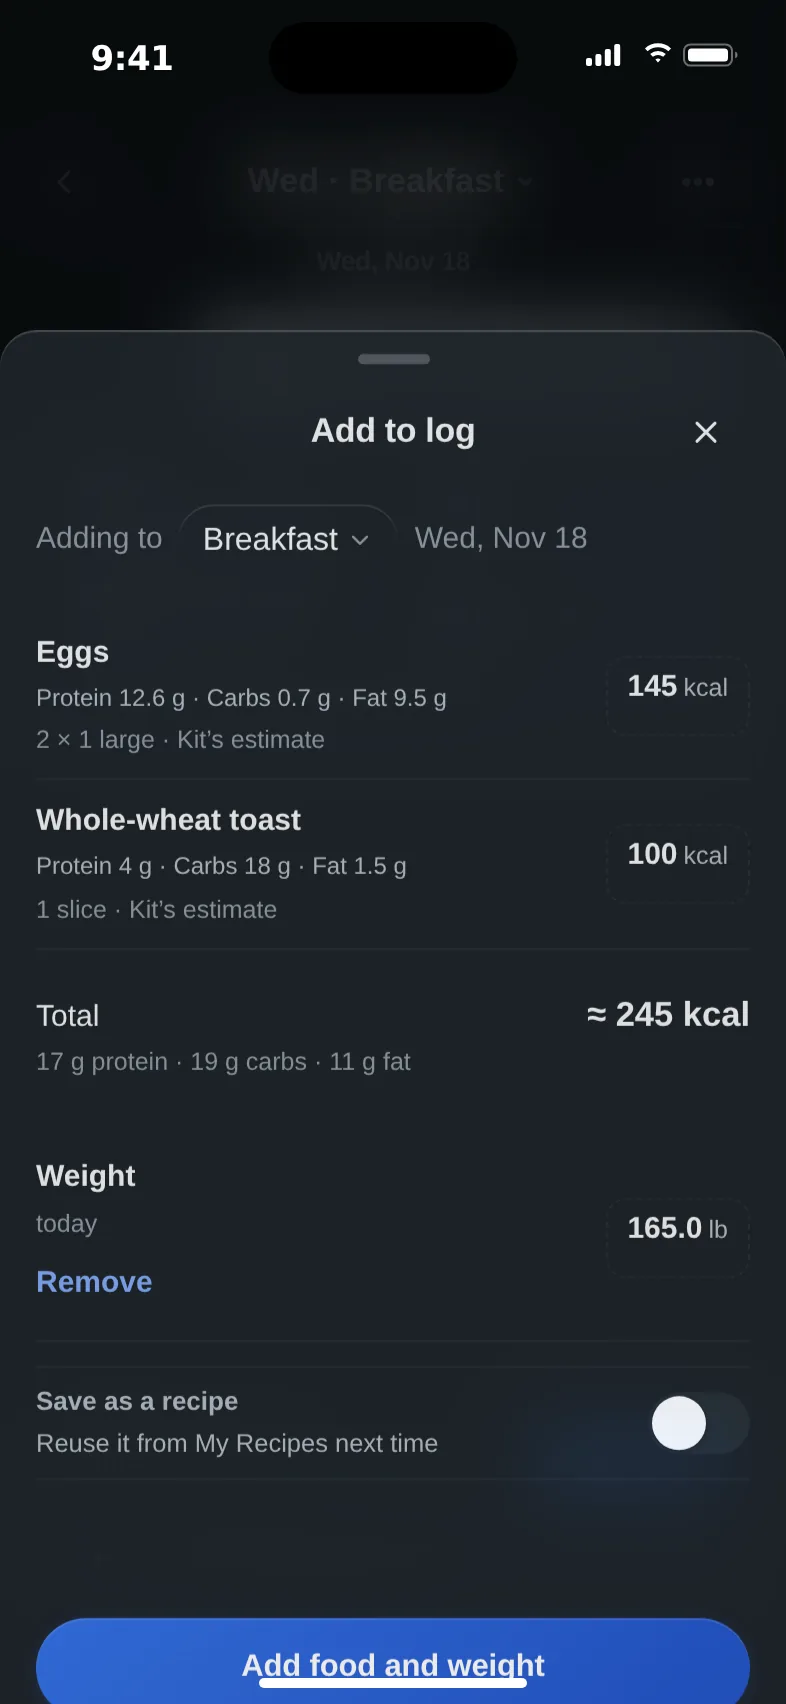 9:41
Wed · Breakfast
Wed, Nov 18
Add to log
Adding to Breakfast Wed, Nov 18
Eggs
Protein 12.6 g · Carbs 0.7 g · Fat 9.5 g
145 kcal
2 × 1 large · Kit’s estimate
Whole-wheat toast
Protein 4 g · Carbs 18 g · Fat 1.5 g
100 kcal
1 slice · Kit’s estimate
Total ≈ 245 kcal
17 g protein · 19 g carbs · 11 g fat
Weight
today
165.0 lb
Remove
Save as a recipe
Reuse it from My Recipes next time
Add food and weight